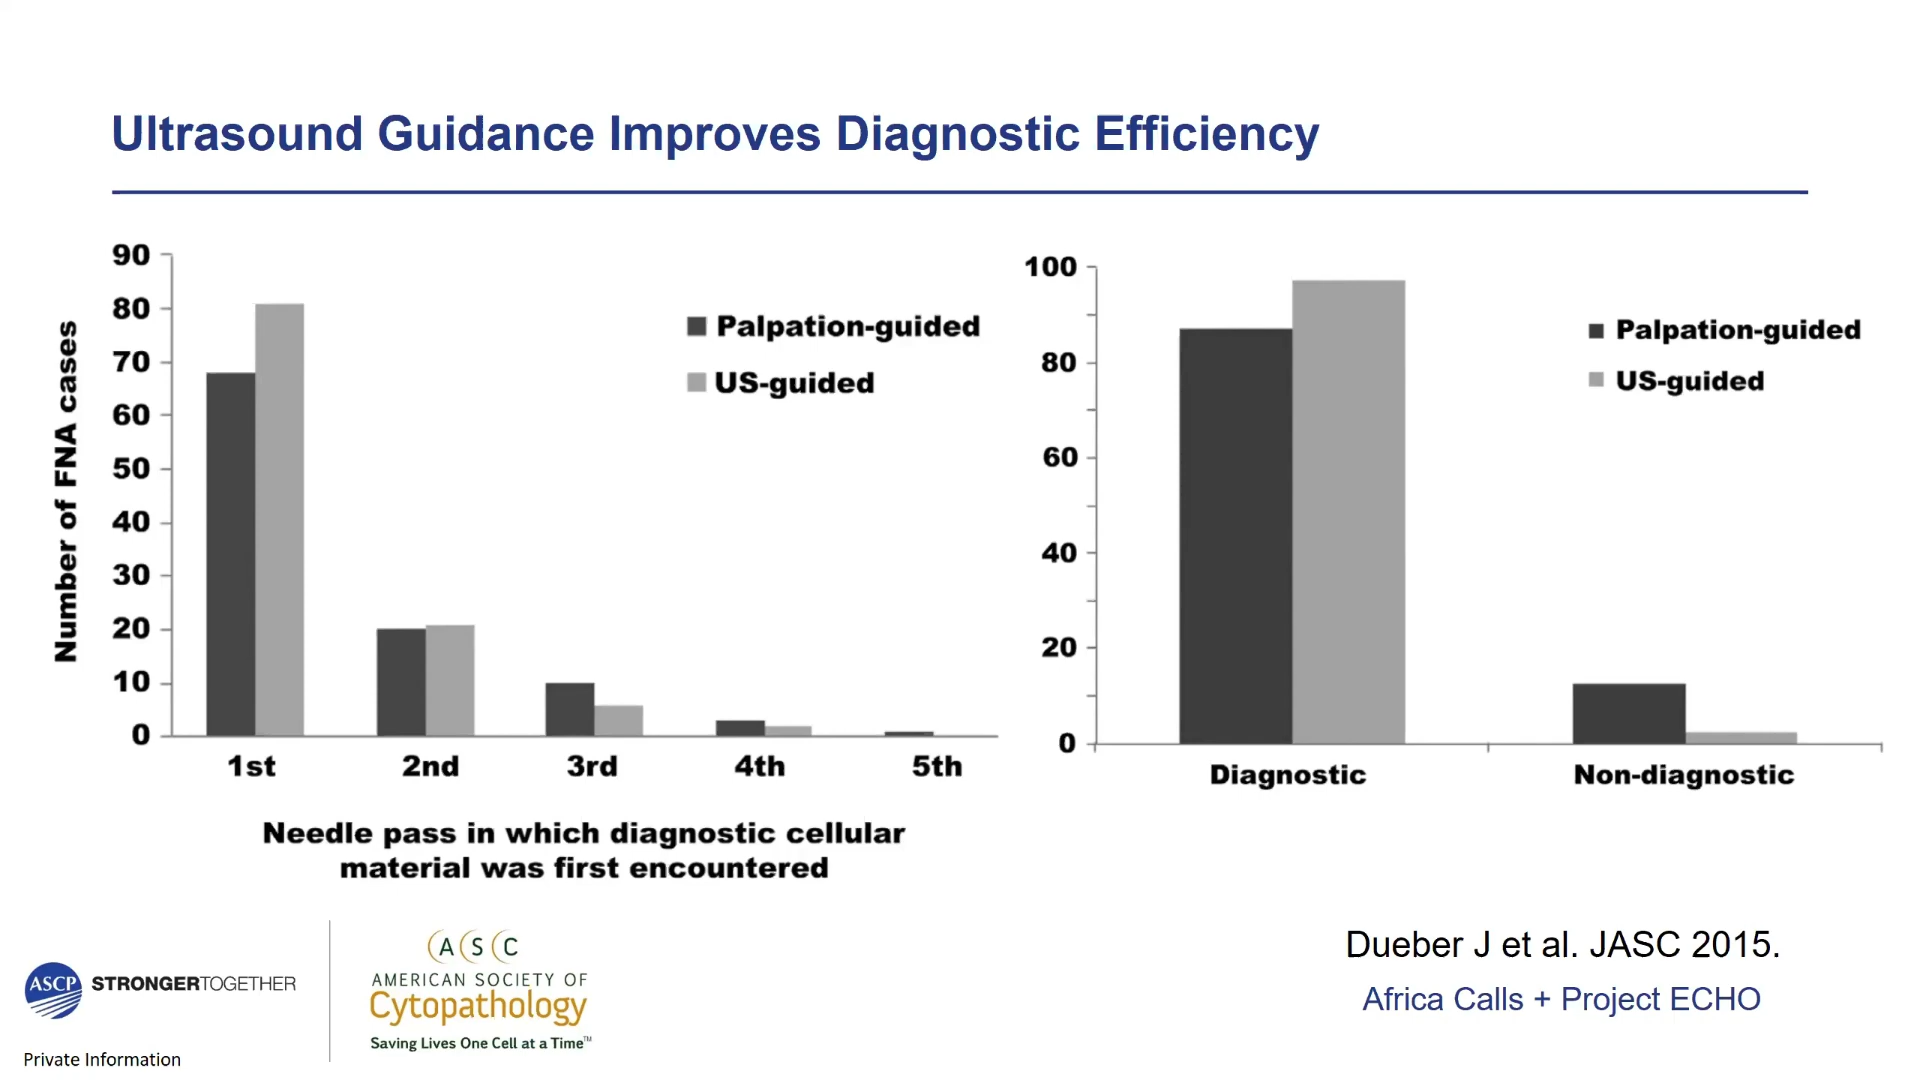 Ultrasound Guidance Improves Diagnostic Efficiency
90
80
70
60
50
40
30
20
10
0
Number of FNA cases
Palpation-guided
US-guided
1st 2nd 3rd 4th 5th
Needle pass in which diagnostic cellular
material was first encountered
100
80
60
40
20
0
Palpation-guided
US-guided
Diagnostic Non-diagnostic
ASCP STRONGERTOGETHER
Private Information
A S C
AMERICAN SOCIETY OF
Cytopathology
Saving Lives One Cell at a Time™
Dueber J et al. JASC 2015.
Africa Calls + Project ECHO